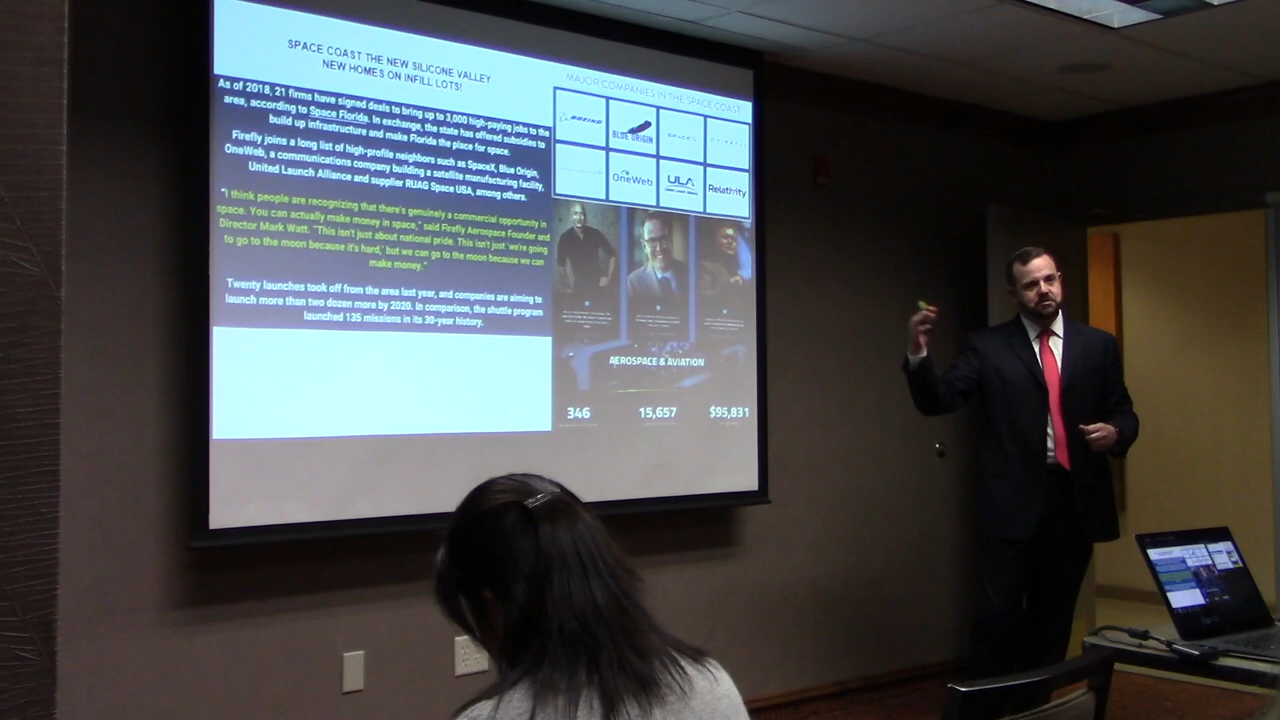 SPACE COAST THE NEW SILICONE VALLEY
NEW HOMES ON INFILL LOTS!
As of 2018, 21 firms have signed deals to bring up to 3,000 high-paying jobs to the
area, according to Space Florida. In exchange, the state has offered subsidies to
build up infrastructure and make Florida the place for space.
Firefly joins a long list of high-profile neighbors such as SpaceX, Blue Origin,
OneWeb, a communications company building a satellite manufacturing facility,
United Launch Alliance and supplier RUAG Space USA, among others.
"I think people are recognizing that there's genuinely a commercial opportunity in
space. You can actually make money in space," said Firefly Aerospace Founder and
Director Mark Watt. "This isn't just about national pride. This isn't just 'we're going
to go to the moon because it's hard,' but we can go to the moon because we can
make money."
Twenty launches took off from the area last year, and companies are aiming to
launch more than two dozen more by 2020. In comparison, the shuttle program
launched 135 missions in its 30-year history.
MAJOR COMPANIES IN THE SPACE COAST
BOEING
BLUE ORIGIN
SPACEX
OneWeb
ULA
Relativity
AEROSPACE & AVIATION
346
15,657
$95,831